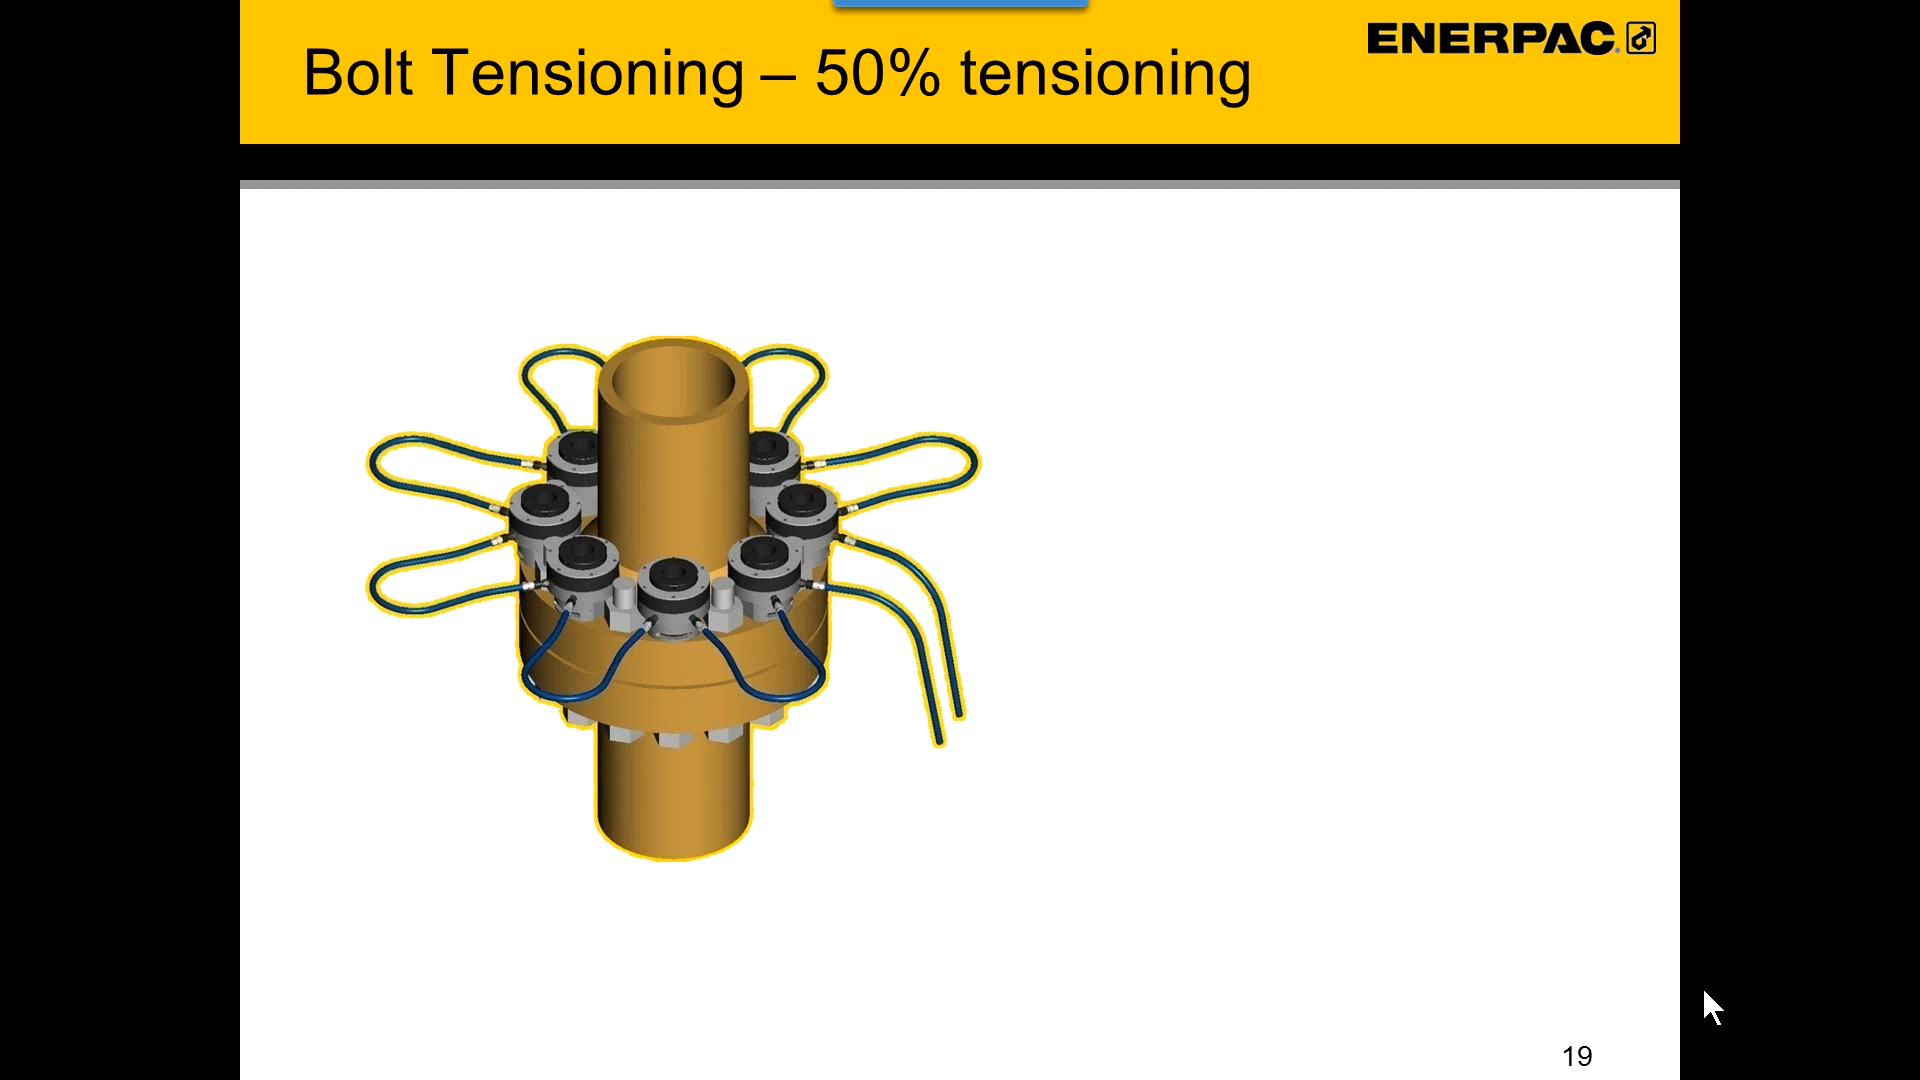 Bolt Tensioning – 50% tensioning
ENERPAC
19